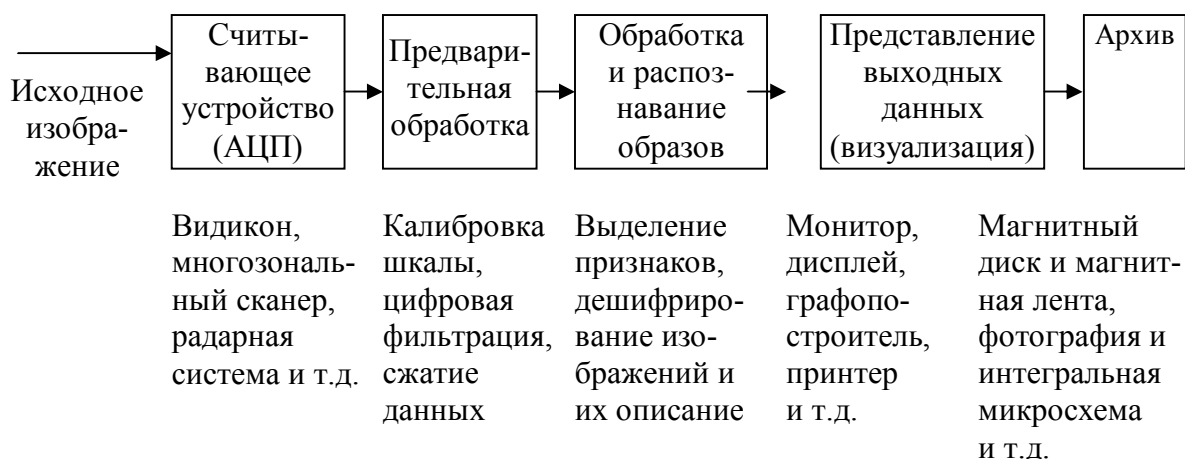 Исходное
изобра-
жение
Считы-
вающее
устройство
(АЦП)
Предвари-
тельная
обработка
Обработка
и распоз-
навание
образов
Представление
выходных
данных
(визуализация)
Архив
Видикон,
многозональ-
ный сканер,
радарная
система и т.д.
Калибровка
шкалы,
цифровая
фильтрация,
сжатие
данных
Выделение
признаков,
дешифриро-
вание изо-
бражений и
их описание
Монитор,
дисплей,
графопо-
строитель,
принтер
и т.д.
Магнитный
диск и магнит-
ная лента,
фотография и
интегральная
микросхема
и т.д.